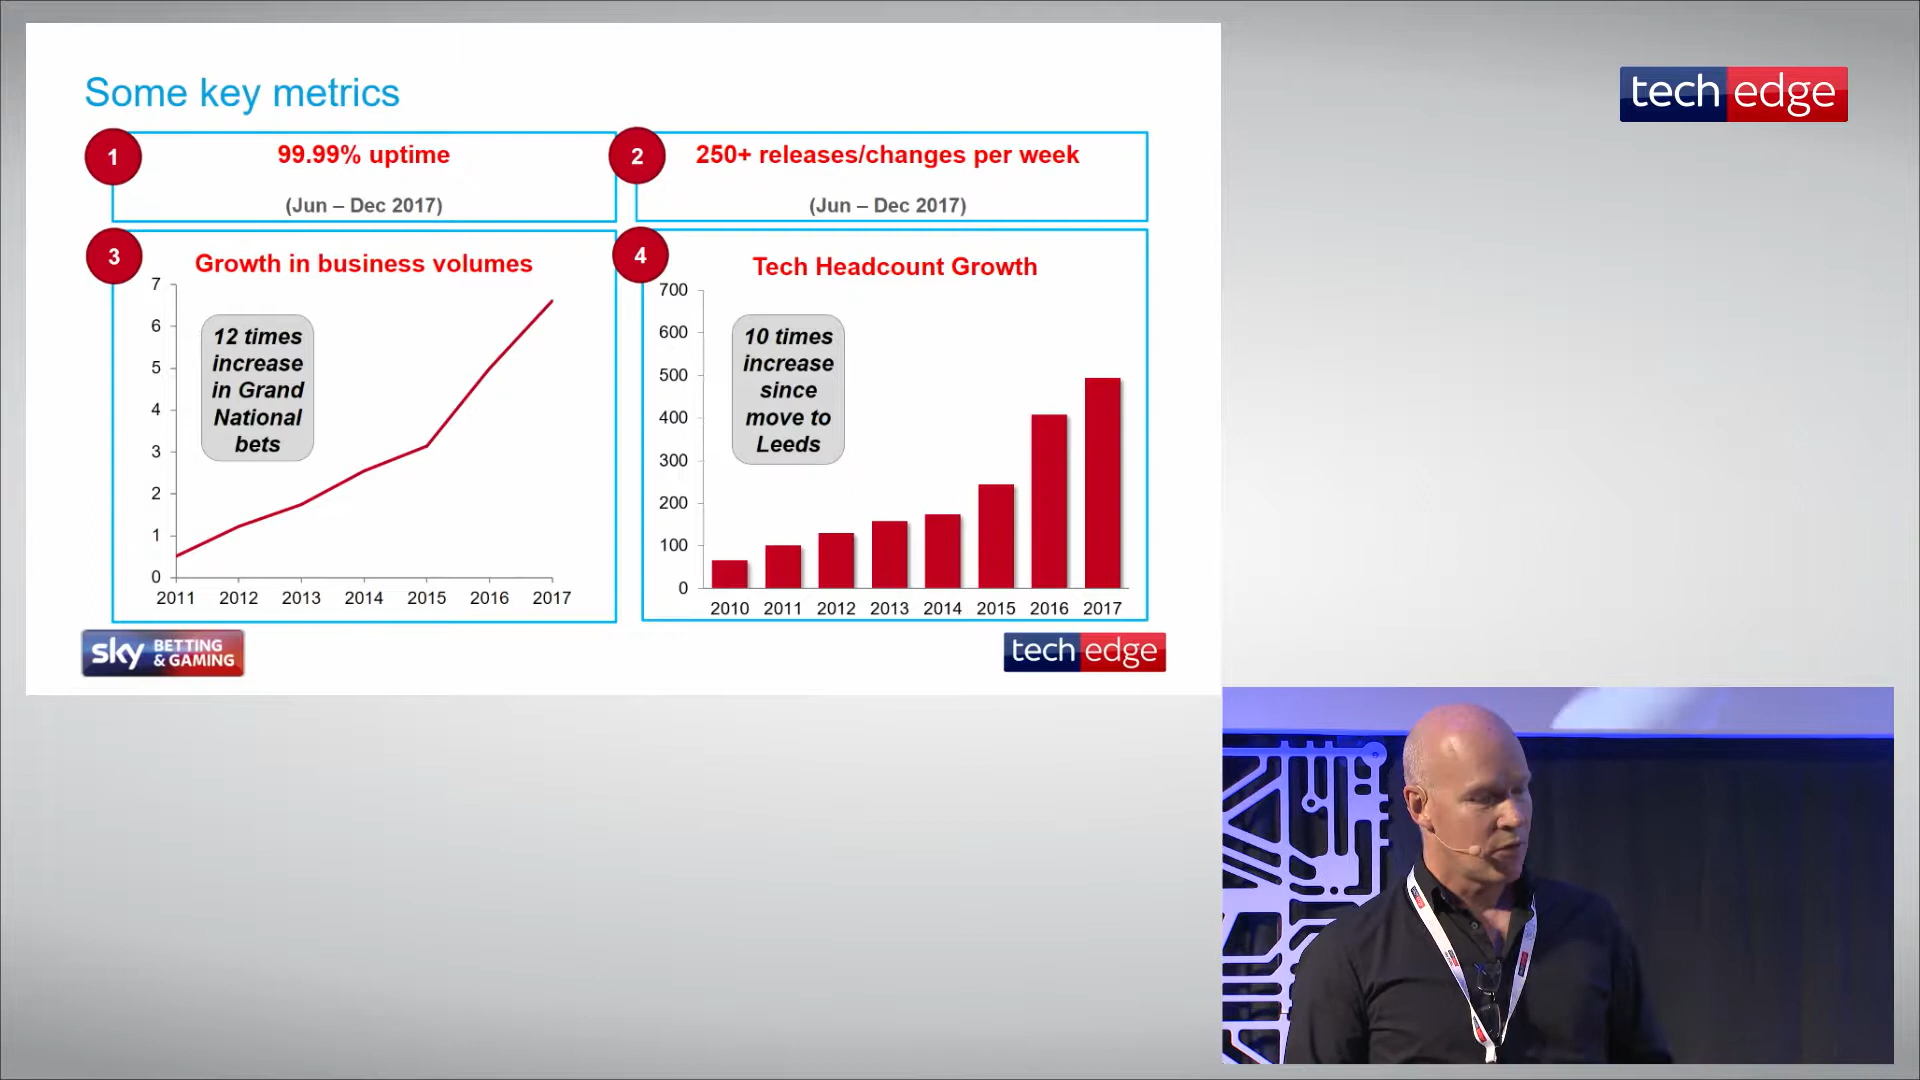 Some key metrics
tech edge
1
99.99% uptime
(Jun – Dec 2017)
2
250+ releases/changes per week
(Jun – Dec 2017)
3
Growth in business volumes
7
6
5
4
3
2
1
0
12 times
increase
in Grand
National
bets
2011 2012 2013 2014 2015 2016 2017
4
Tech Headcount Growth
700
600
500
400
300
200
100
0
10 times
increase
since
move to
Leeds
2010 2011 2012 2013 2014 2015 2016 2017
sky BETTING
& GAMING
tech edge